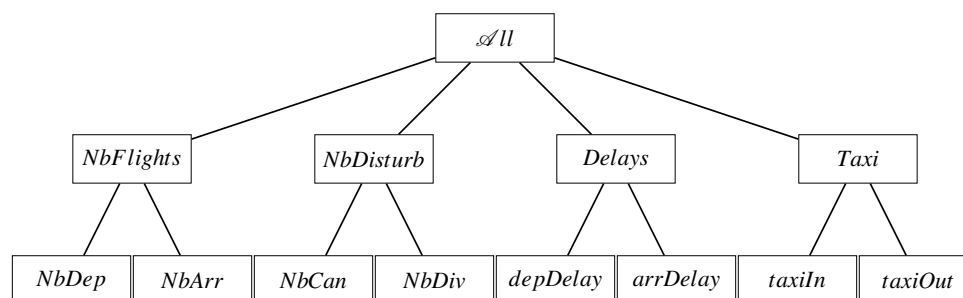 𝒜ll
NbFlights NbDisturb Delays Taxi
NbDep NbArr NbCan NbDiv depDelay arrDelay taxiIn taxiOut